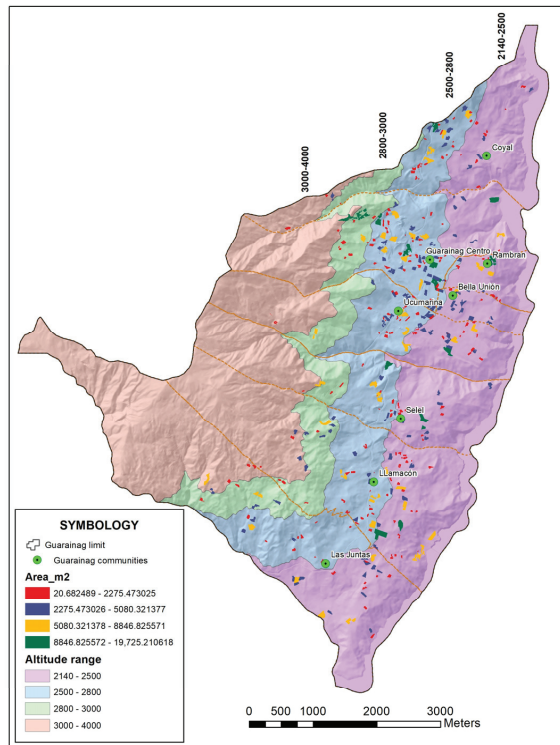 2140-2500
2500-2800
2800-3000
3000-4000
Coyal
Guarainag Centro
Rambran
Bella Unión
Ucumariña
Selel
LLamacón
Las Juntas
SYMBOLOGY
Guarainag limit
Guarainag communities
Area_m2
20.682489 - 2275.473025
2275.473026 - 5080.321377
5080.321378 - 8846.825571
8846.825572 - 19,725.210618
Altitude range
2140 - 2500
2500 - 2800
2800 - 3000
3000 - 4000
0 500 1000 2000 3000
Meters